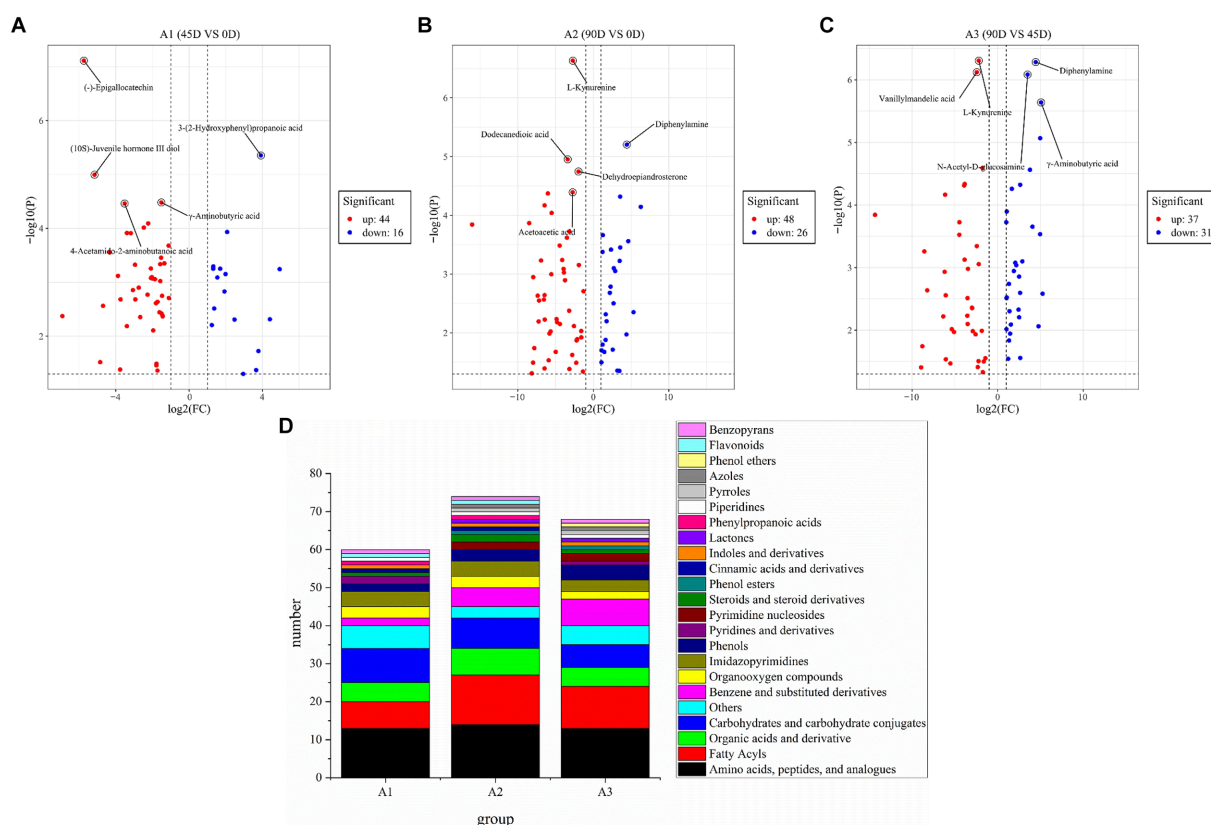 A
A1 (45D VS 0D)
−log10(P)
6
4
2
(-)-Epigallocatechin
3-(2-Hydroxyphenyl)propanoic acid
(10S)-Juvenile hormone III diol
γ-Aminobutyric acid
4-Acetamido-2-aminobutanoic acid
−4
0
4
log2(FC)
Significant
up: 44
down: 16
B
A2 (90D VS 0D)
−log10(P)
6
5
4
3
2
L-Kynurenine
Dodecanedioic acid
Diphenylamine
Dehydroepiandrosterone
Acetoacetic acid
−10
0
10
log2(FC)
Significant
up: 48
down: 26
C
A3 (90D VS 45D)
−log10(P)
6
4
2
Diphenylamine
Vanillylmandelic acid
L-Kynurenine
N-Acetyl-D-glucosamine
γ-Aminobutyric acid
−10
0
10
log2(FC)
Significant
up: 37
down: 31
D
number
80
70
60
50
40
30
20
10
0
A1
A2
A3
group
Benzopyrans
Flavonoids
Phenol ethers
Azoles
Pyrroles
Piperidines
Phenylpropanoic acids
Lactones
Indoles and derivatives
Cinnamic acids and derivatives
Phenol esters
Steroids and steroid derivatives
Pyrimidine nucleosides
Pyridines and derivatives
Phenols
Imidazopyrimidines
Organooxygen compounds
Benzene and substituted derivatives
Others
Carbohydrates and carbohydrate conjugates
Organic acids and derivative
Fatty Acyls
Amino acids, peptides, and analogues